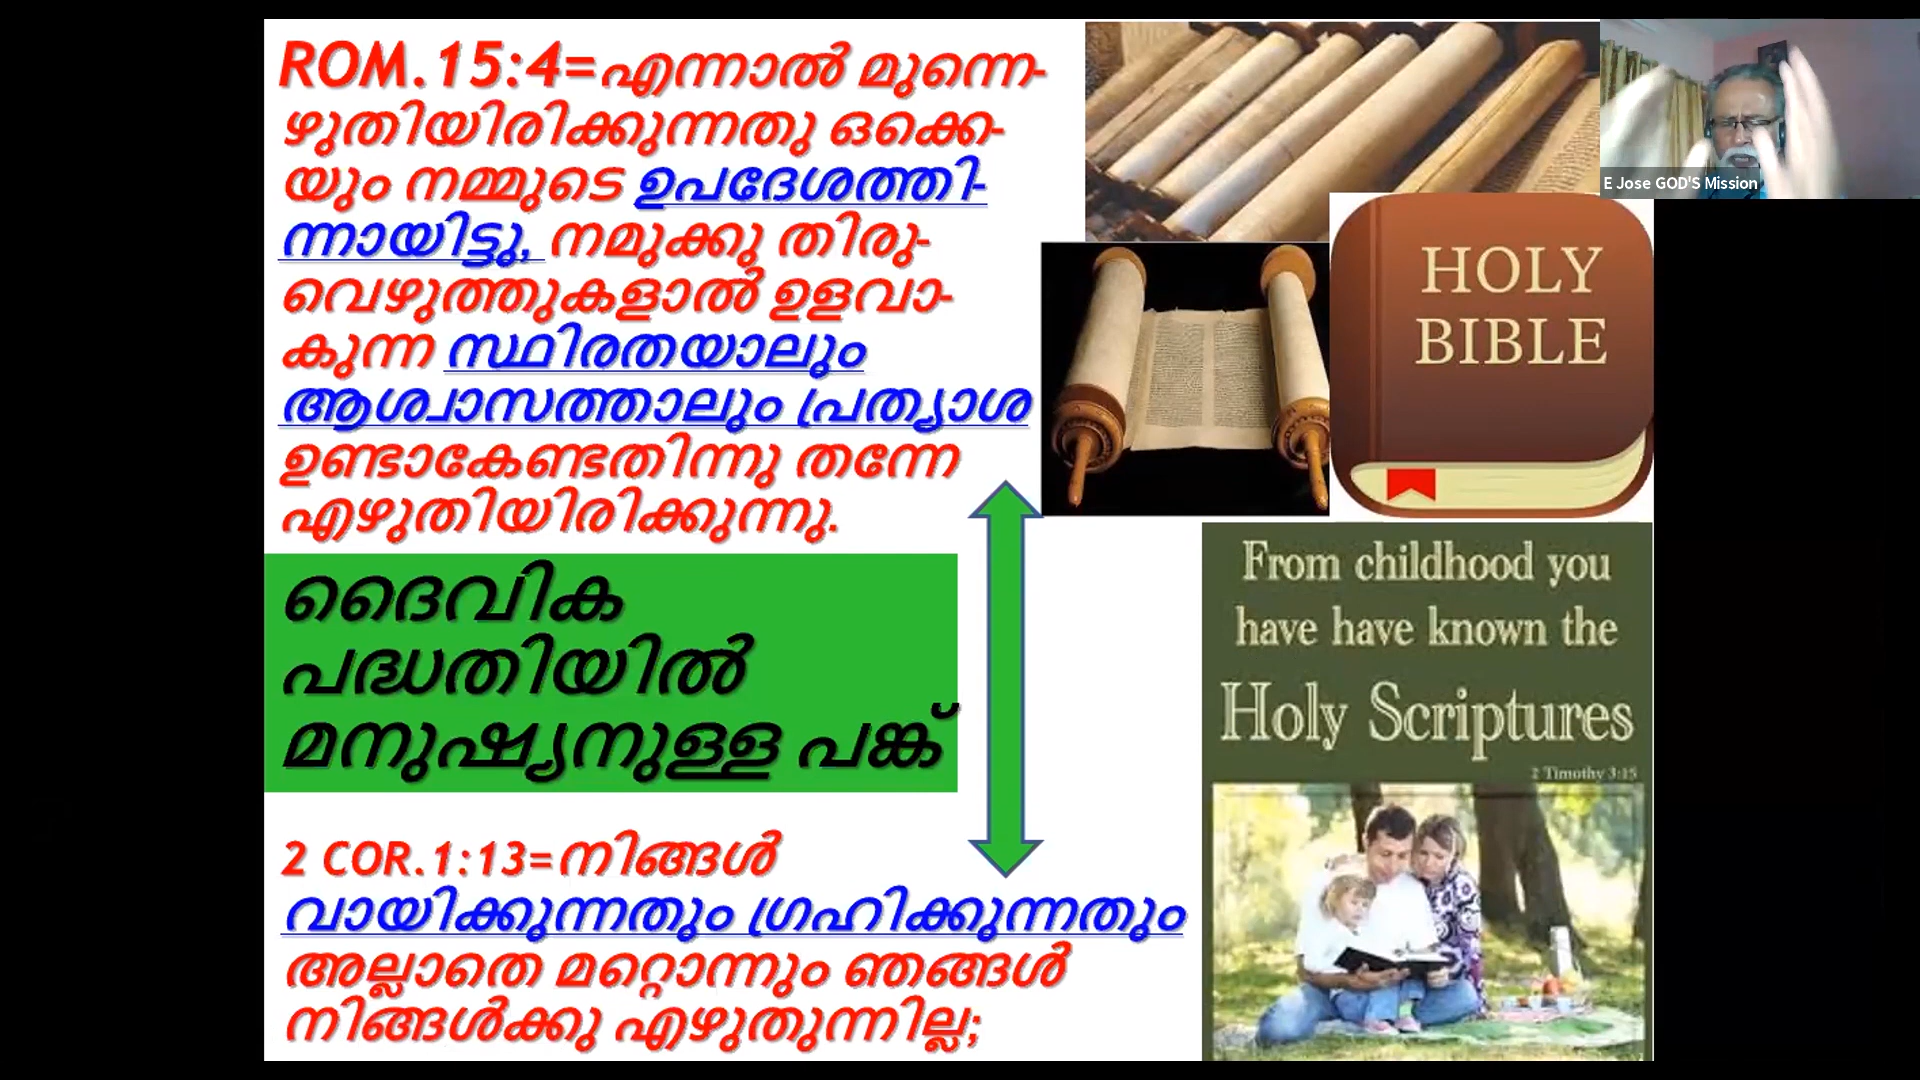 ROM.15:4=എന്നാൽ മുന്നെ-
ഴുതിയിരിക്കുന്നതു ഒക്കെ-
യും നമ്മുടെ ഉപദേശത്തി-
ന്നായിട്ടു, നമുക്കു തിരു-
വെഴുത്തുകളാൽ ഉളവാ-
കുന്ന സ്ഥിരതയാലും
ആശ്വാസത്താലും പ്രത്യാശ
ഉണ്ടാകേണ്ടതിന്നു തന്നേ
എഴുതിയിരിക്കുന്നു.
ദൈവിക
പദ്ധതിയിൽ
മനുഷ്യനുള്ള പങ്ക്
2 COR.1:13=നിങ്ങൾ
വായിക്കുന്നതും ഗ്രഹിക്കുന്നതും
അല്ലാതെ മറ്റൊന്നും ഞങ്ങൾ
നിങ്ങൾക്കു എഴുതുന്നില്ല;
E Jose GOD'S Mission
HOLY
BIBLE
From childhood you
have have known the
Holy Scriptures
2 Timothy 3:15